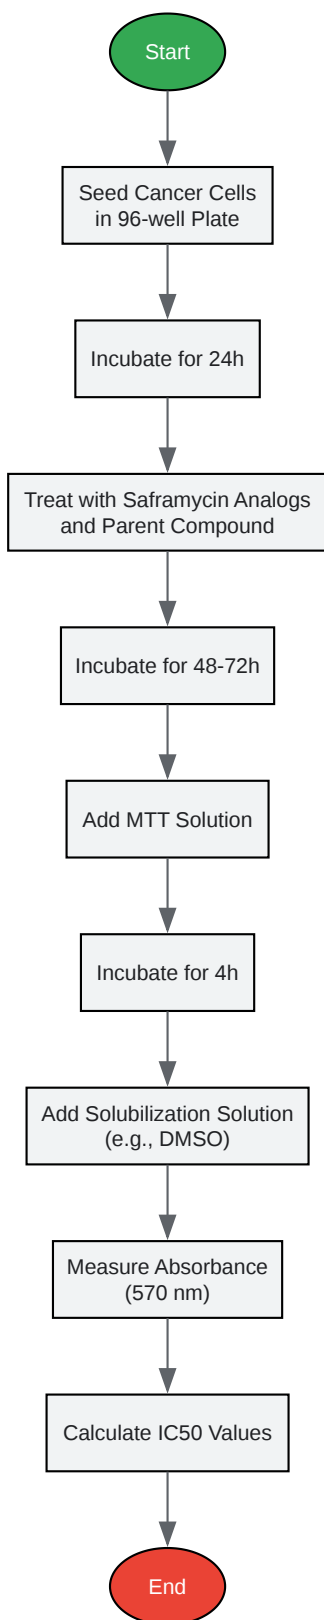 Start
Seed Cancer Cells
in 96-well Plate
Incubate for 24h
Treat with Saframycin Analogs
and Parent Compound
Incubate for 48-72h
Add MTT Solution
Incubate for 4h
Add Solubilization Solution
(e.g., DMSO)
Measure Absorbance
(570 nm)
Calculate IC50 Values
End